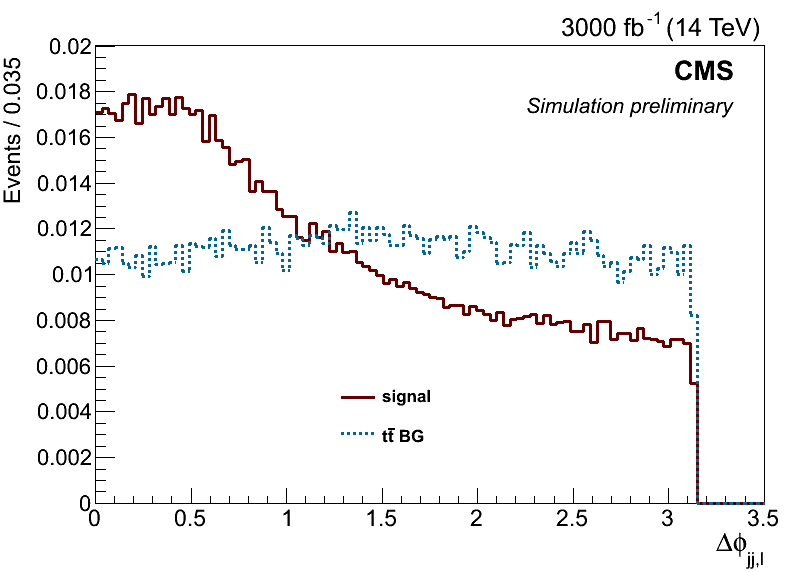 3000 fb-1 (14 TeV)
CMS
Simulation preliminary
Events / 0.035
0.02
0.018
0.016
0.014
0.012
0.01
0.008
0.006
0.004
0.002
0
signal
tt̄ BG
0 0.5 1 1.5 2 2.5 3 3.5
Δϕjj,l